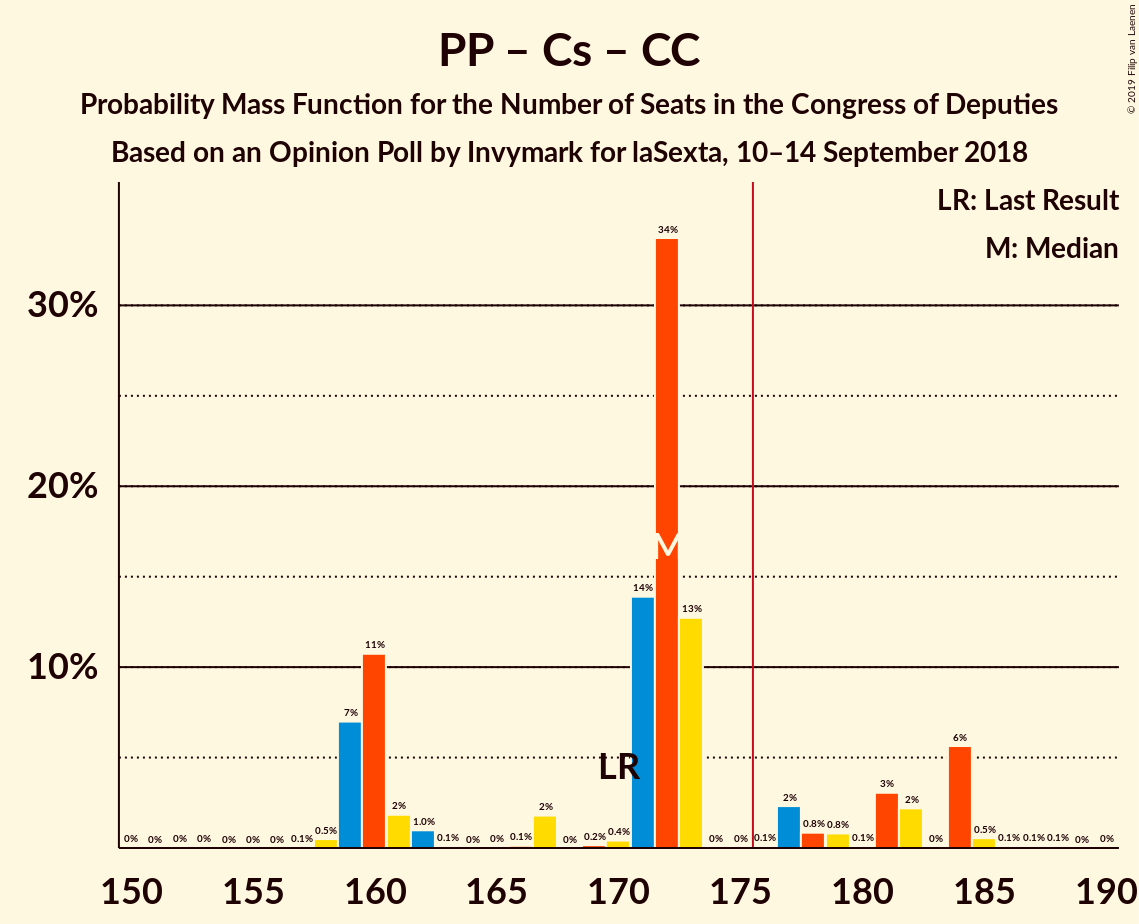 PP – Cs – CC
Probability Mass Function for the Number of Seats in the Congress of Deputies
Based on an Opinion Poll by Invymark for laSexta, 10–14 September 2018
© 2019 Filip van Laenen
LR: Last Result
M: Median
30%
20%
10%
0% 0% 0% 0% 0% 0% 0% 0.1% 0.5% 7% 11% 2% 1.0% 0.1% 0% 0% 0.1% 2% 0% 0.2% 0.4% 14% 34% 13% 0% 0% 0.1% 2% 0.8% 0.8% 0.1% 3% 2% 0% 6% 0.5% 0.1% 0.1% 0.1% 0% 0%
M
LR
150 155 160 165 170 175 180 185 190